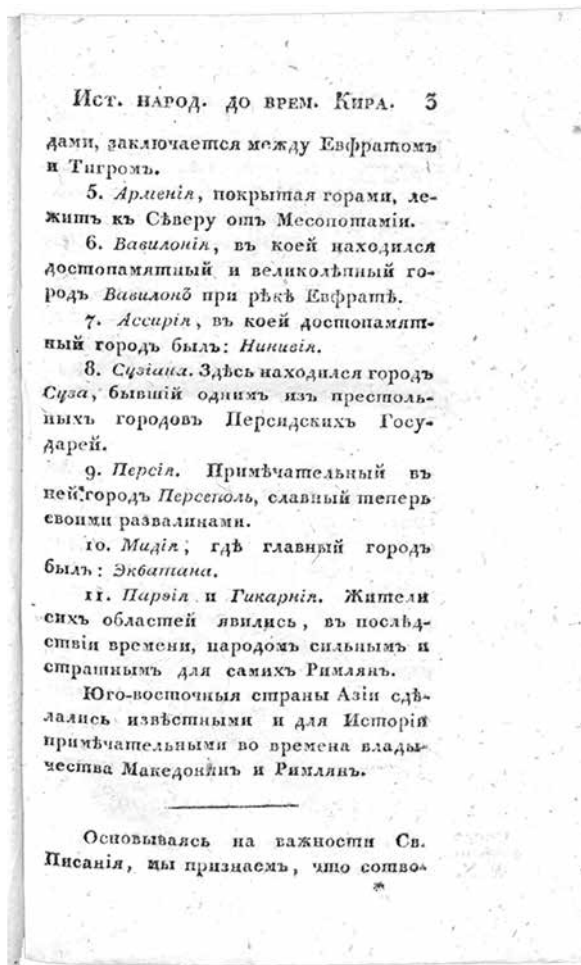 Ист. народ. до врем. Кира. 3
дами, заключается между Евфратомъ
и Тигромъ.
5. Арменія, покрытая горами, ле-
житъ къ Сѣверу отъ Месопотаміи.
6. Вавилонія, въ коей находился
достопамятный и великолѣпный го-
родъ Вавилонъ при рѣкѣ Евфратѣ.
7. Ассирія, въ коей достопамят-
ный городъ былъ: Нинивія.
8. Сузіана. Здѣсь находился городъ
Суза, бывшій однимъ изъ престоль-
ныхъ городовъ Персидскихъ Госу-
дарей.
9. Персія. Примѣчательный въ
ней городъ Персеполь, славный теперь
своими развалинами.
10. Мидія, гдѣ главный городъ
былъ: Экбатана.
11. Парѳія и Гикарнія. Жители
сихъ областей явились, въ послѣд-
ствіи времени, народомъ сильнымъ и
страшнымъ для самихъ Римлянъ.
Юго-восточныя страны Азіи сдѣ-
лались извѣстными и для Исторіи
примѣчательными во времена влады-
чества Македонянъ и Римлянъ.
Основываясь на важности Св.
Писанія, мы признаемъ, что сотво-
*